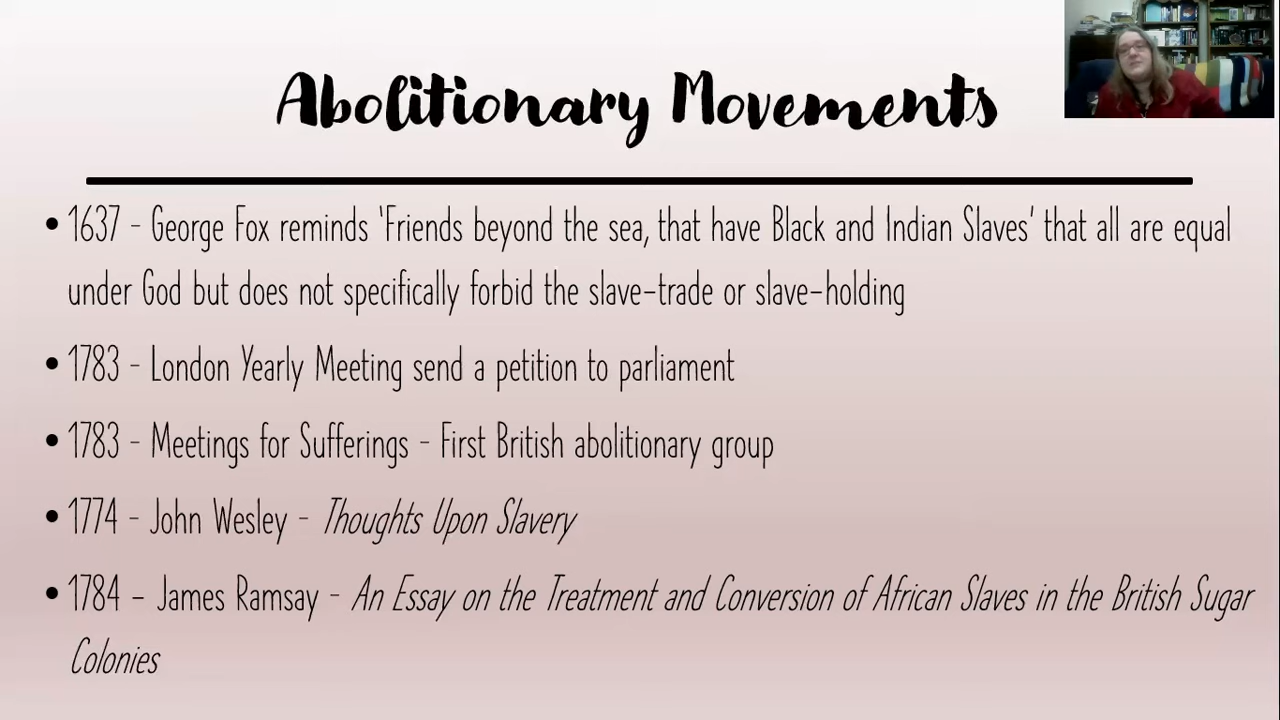 Abolitionary Movements
• 1637 - George Fox reminds 'Friends beyond the sea, that have Black and Indian Slaves' that all are equal
under God but does not specifically forbid the slave-trade or slave-holding
• 1783 - London Yearly Meeting send a petition to parliament
• 1783 - Meetings for Sufferings - First British abolitionary group
• 1774 - John Wesley - Thoughts Upon Slavery
• 1784 - James Ramsay - An Essay on the Treatment and Conversion of African Slaves in the British Sugar
Colonies